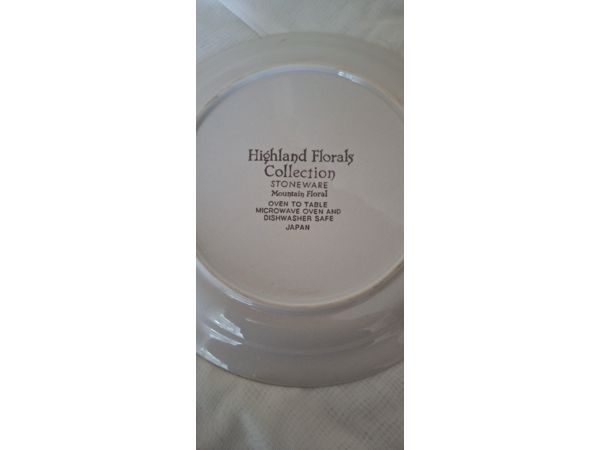 Highland Florals
Collection
STONEWARE
Mountain Floral
OVEN TO TABLE
MICROWAVE OVEN AND
DISHWASHER SAFE
JAPAN